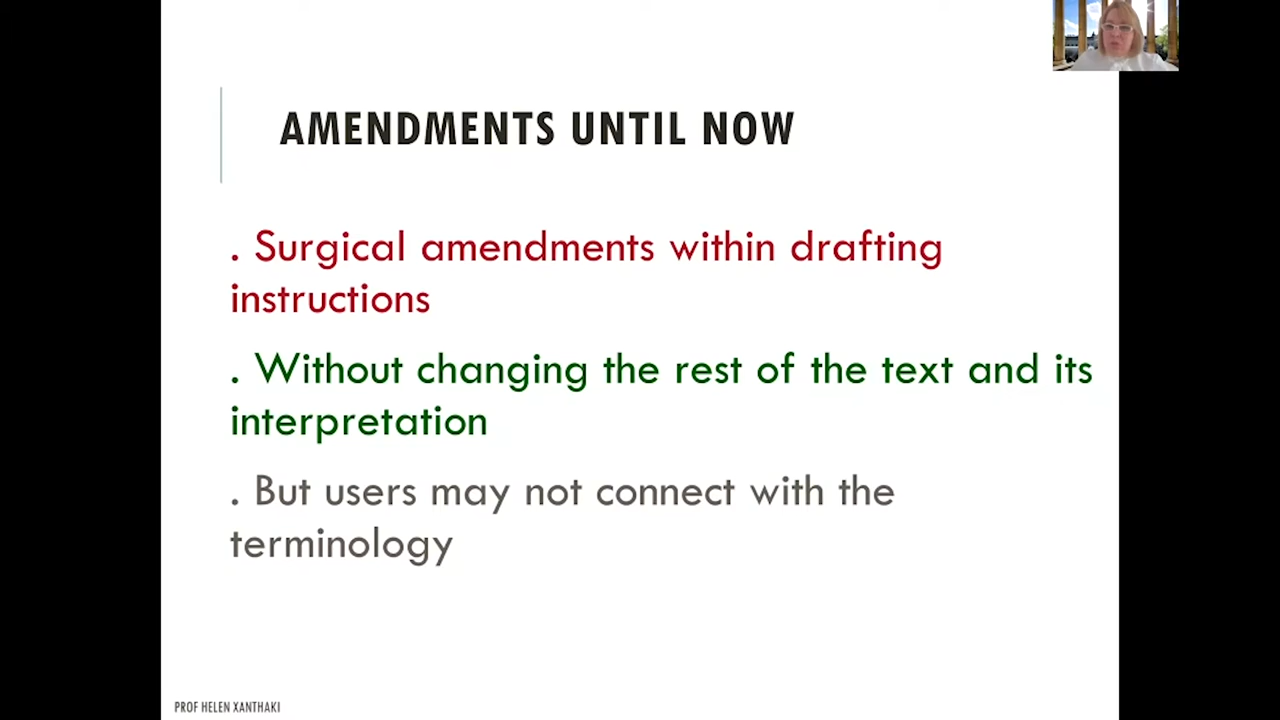 AMENDMENTS UNTIL NOW
. Surgical amendments within drafting
instructions
. Without changing the rest of the text and its
interpretation
. But users may not connect with the
terminology
PROF HELEN XANTHAKI